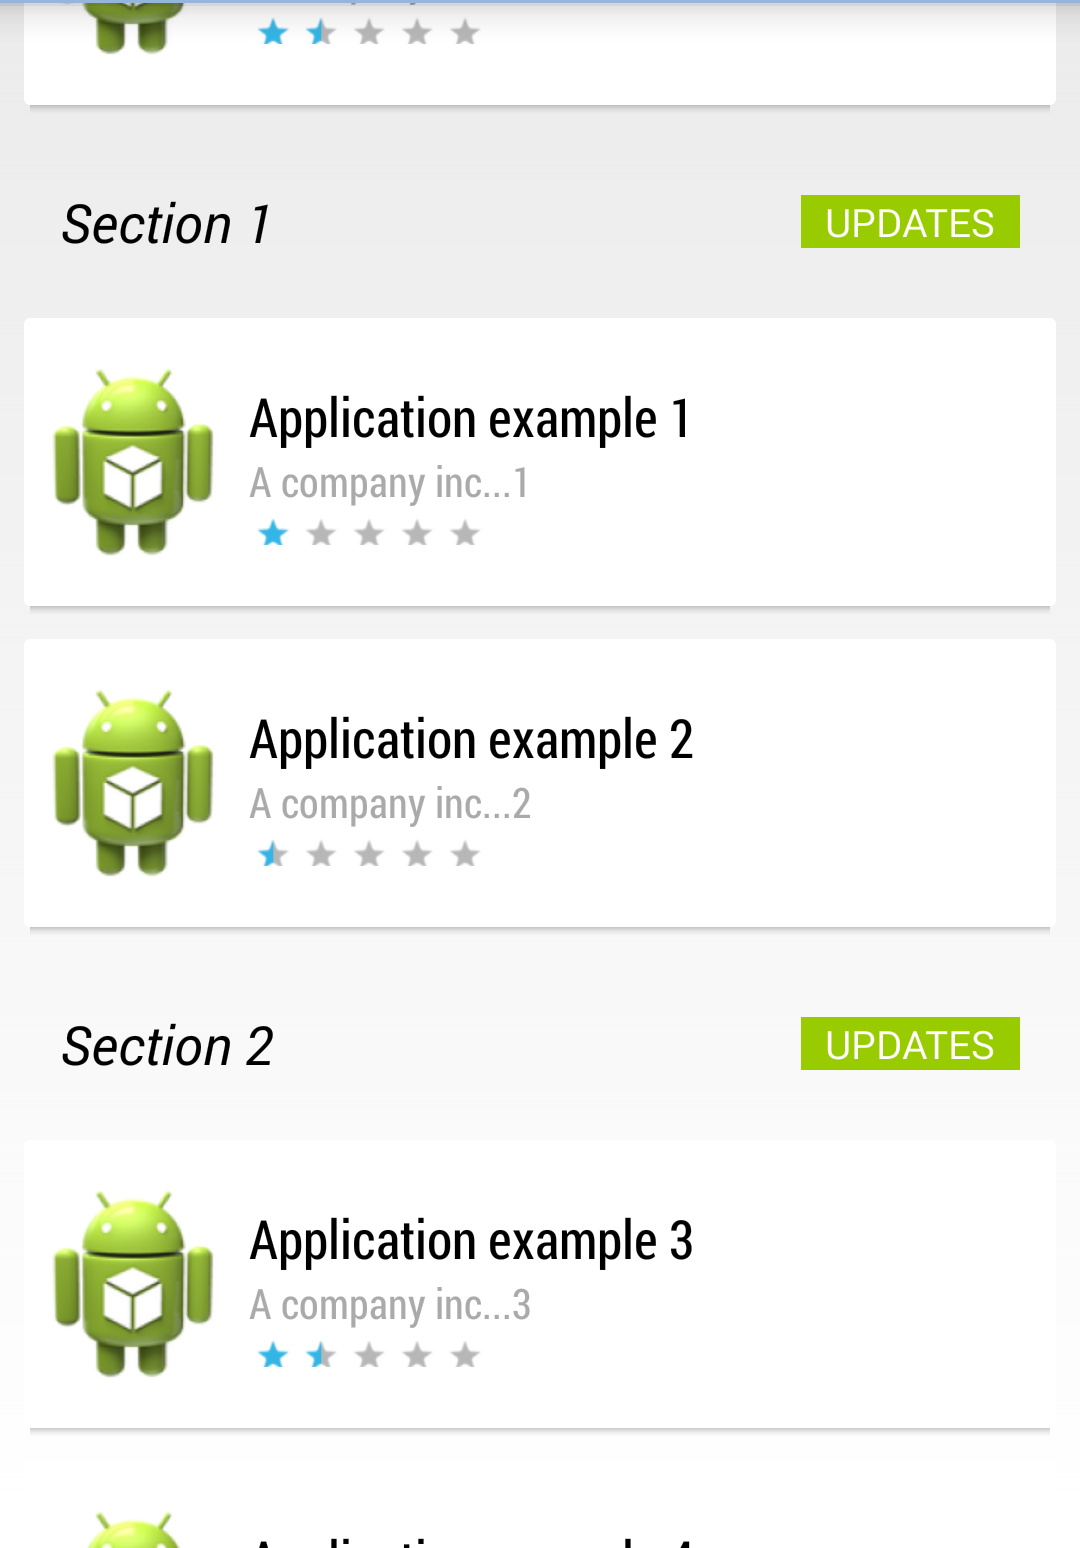 Section 1
UPDATES
Application example 1
A company inc...1
Application example 2
A company inc...2
Section 2
UPDATES
Application example 3
A company inc...3